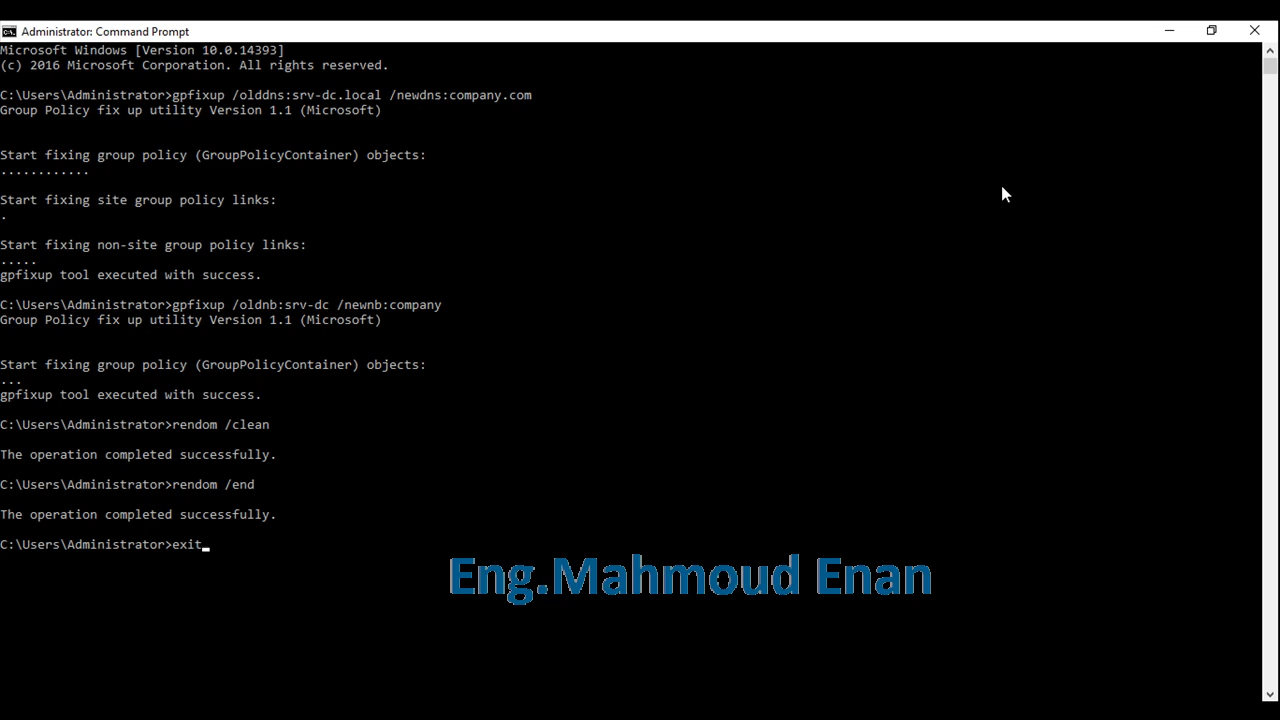 Administrator: Command Prompt
Microsoft Windows [Version 10.0.14393]
(c) 2016 Microsoft Corporation. All rights reserved.
C:\Users\Administrator>gpfixup /olddns:srv-dc.local /newdns:company.com
Group Policy fix up utility Version 1.1 (Microsoft)
Start fixing group policy (GroupPolicyContainer) objects:
............
Start fixing site group policy links:
.
Start fixing non-site group policy links:
.....
gpfixup tool executed with success.
C:\Users\Administrator>gpfixup /oldnb:srv-dc /newnb:company
Group Policy fix up utility Version 1.1 (Microsoft)
Start fixing group policy (GroupPolicyContainer) objects:
...
gpfixup tool executed with success.
C:\Users\Administrator>rendom /clean
The operation completed successfully.
C:\Users\Administrator>rendom /end
The operation completed successfully.
C:\Users\Administrator>exit
Eng.Mahmoud Enan